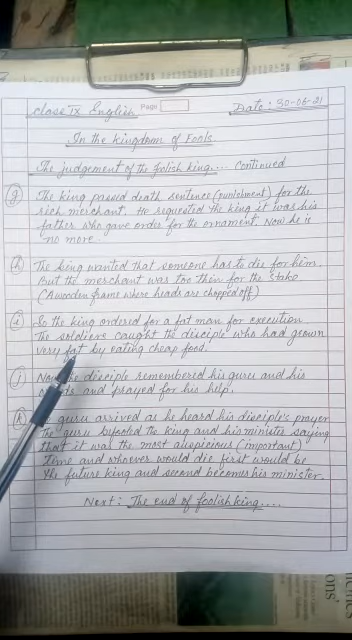 Class IX English Page Date: 30-06-21
In the kingdom of Fools
The judgement of the foolish king.... Continued
(g) The king passed death sentence (punishment) for the
rich merchant. He requested the king it was his
father who gave order for the ornament. Now he is
no more.
(h) The king wanted that someone has to die for him.
But the merchant was too thin for the stake
(A wooden frame where heads are chopped off)
(i) So the king ordered for a fat man for execution
The soldiers caught the disciple who had grown
very fat by eating cheap food.
(j) Now the disciple remembered his guru and his
and prayed for his help.
(k) guru arrived as he heard his disciple's prayer
The guru befooled the king and his minister saying
that it was the most auspicious (important)
time and whoever would die first would be
the future king and second becomes his minister.
Next: The end of foolish king....